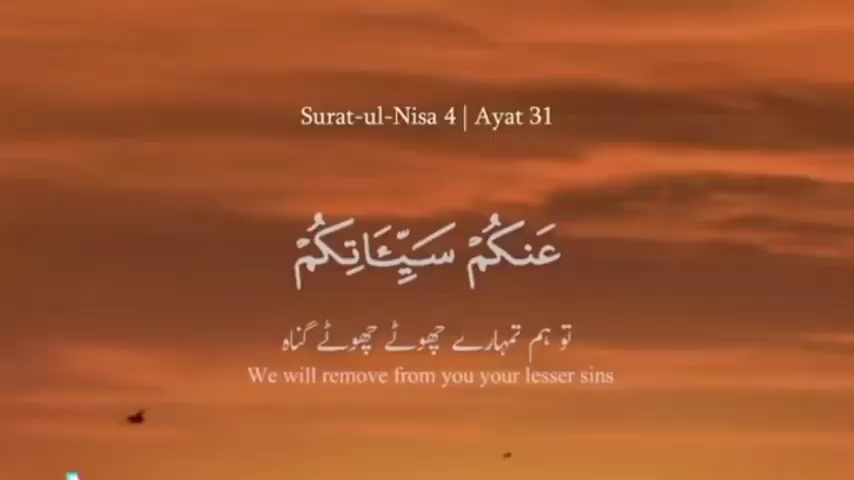 Surat-ul-Nisa 4 | Ayat 31
عَنكُمْ سَيِّـَٔاتِكُمْ
تو ہم تمہارے چھوٹے چھوٹے گناہ
We will remove from you your lesser sins